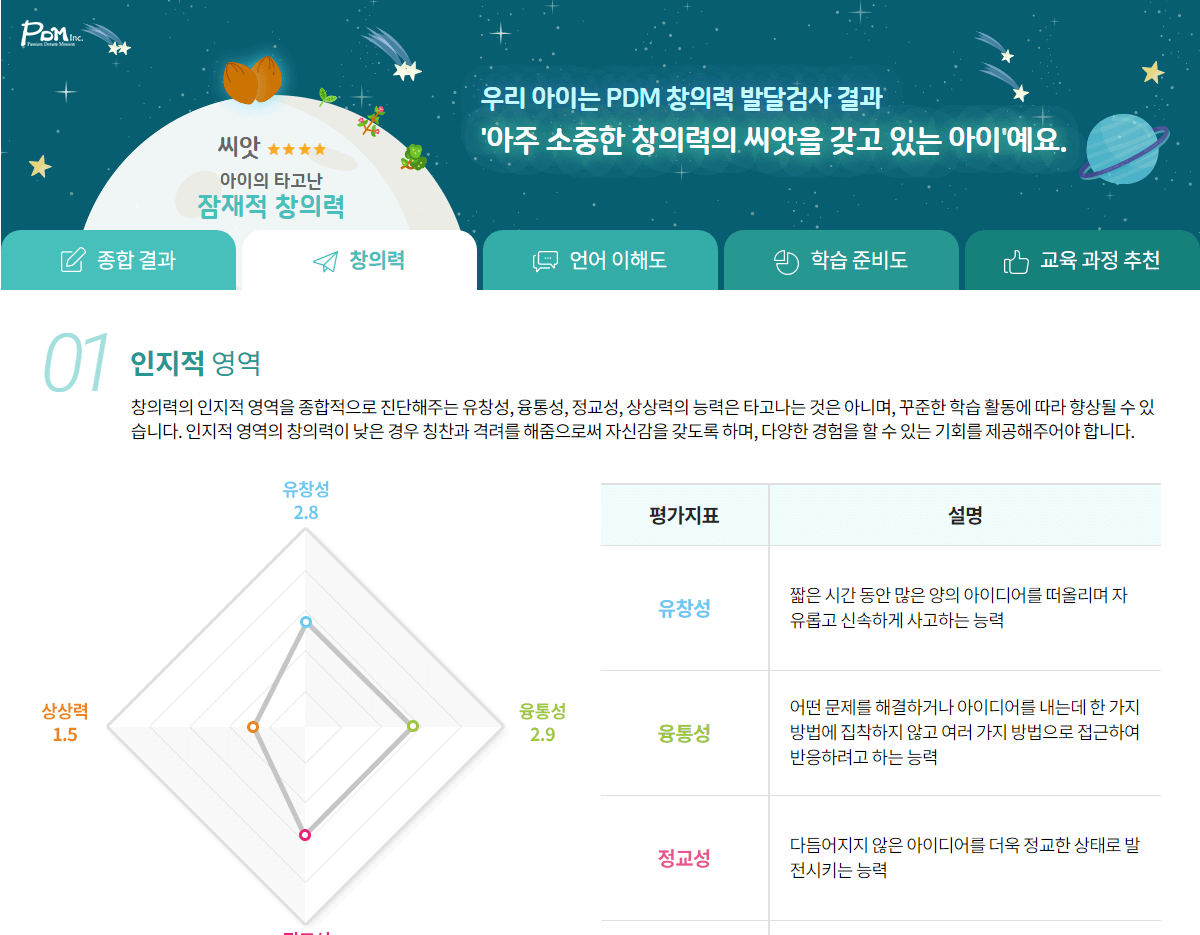 PDM Inc.
Passion Dream Mission
우리 아이는 PDM 창의력 발달검사 결과
'아주 소중한 창의력의 씨앗을 갖고 있는 아이'예요.
씨앗
아이의 타고난
잠재적 창의력
종합 결과
창의력
언어 이해도
학습 준비도
교육 과정 추천
01
인지적 영역
창의력의 인지적 영역을 종합적으로 진단해주는 유창성, 융통성, 정교성, 상상력의 능력은 타고나는 것은 아니며, 꾸준한 학습 활동에 따라 향상될 수 있
습니다. 인지적 영역의 창의력이 낮은 경우 칭찬과 격려를 해줌으로써 자신감을 갖도록 하며, 다양한 경험을 할 수 있는 기회를 제공해주어야 합니다.
유창성
2.8
상상력
1.5
융통성
2.9
평가지표
설명
유창성
짧은 시간 동안 많은 양의 아이디어를 떠올리며 자
유롭고 신속하게 사고하는 능력
융통성
어떤 문제를 해결하거나 아이디어를 내는데 한 가지
방법에 집착하지 않고 여러 가지 방법으로 접근하여
반응하려고 하는 능력
정교성
다듬어지지 않은 아이디어를 더욱 정교한 상태로 발
전시키는 능력